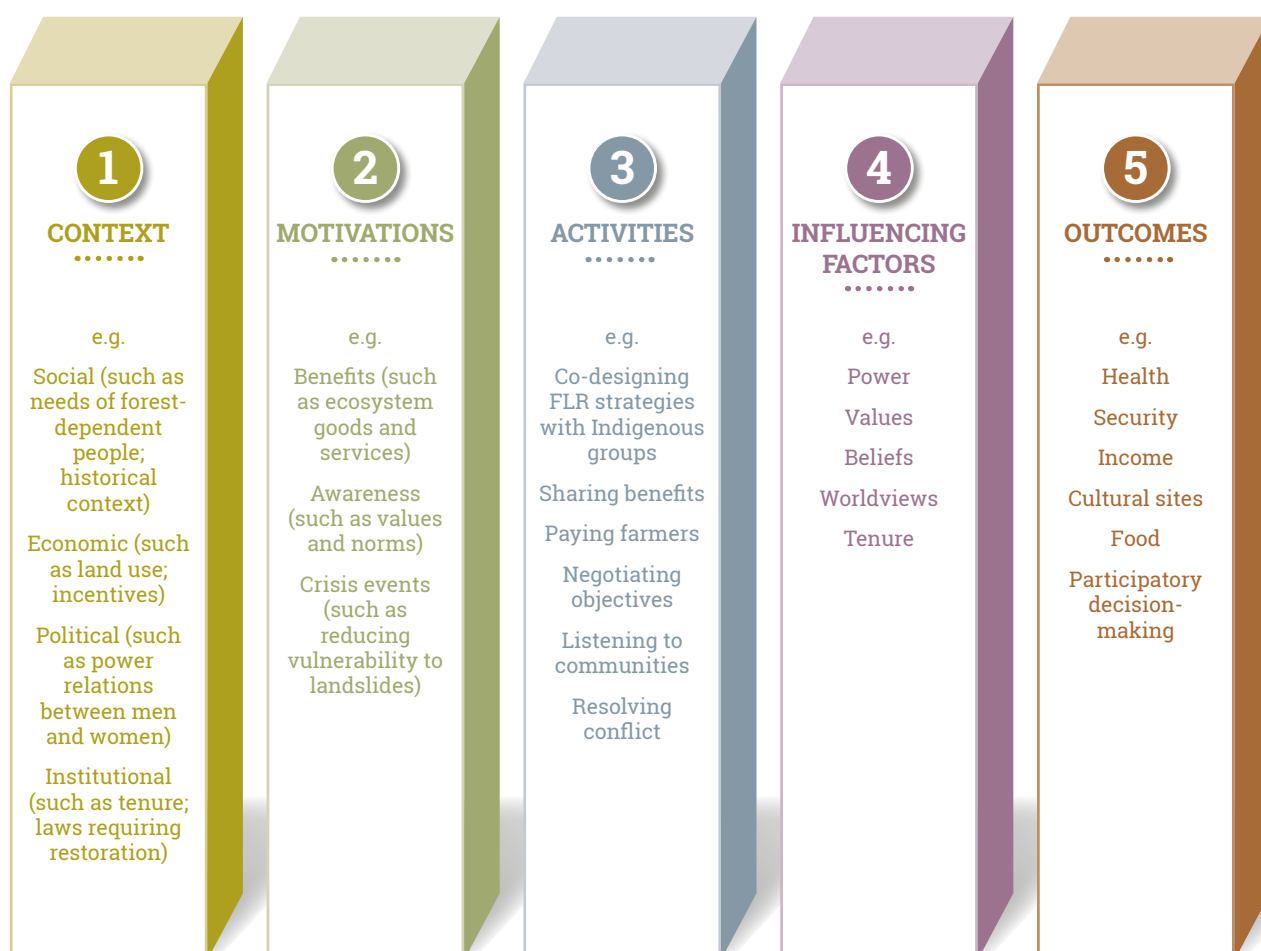 1
CONTEXT
e.g.
Social (such as
needs of forest-
dependent
people;
historical
context)
Economic (such
as land use;
incentives)
Political (such
as power
relations
between men
and women)
Institutional
(such as tenure;
laws requiring
restoration)
2
MOTIVATIONS
e.g.
Benefits (such
as ecosystem
goods and
services)
Awareness
(such as values
and norms)
Crisis events
(such as
reducing
vulnerability to
landslides)
3
ACTIVITIES
e.g.
Co-designing
FLR strategies
with Indigenous
groups
Sharing benefits
Paying farmers
Negotiating
objectives
Listening to
communities
Resolving
conflict
4
INFLUENCING
FACTORS
e.g.
Power
Values
Beliefs
Worldviews
Tenure
5
OUTCOMES
e.g.
Health
Security
Income
Cultural sites
Food
Participatory
decision-
making